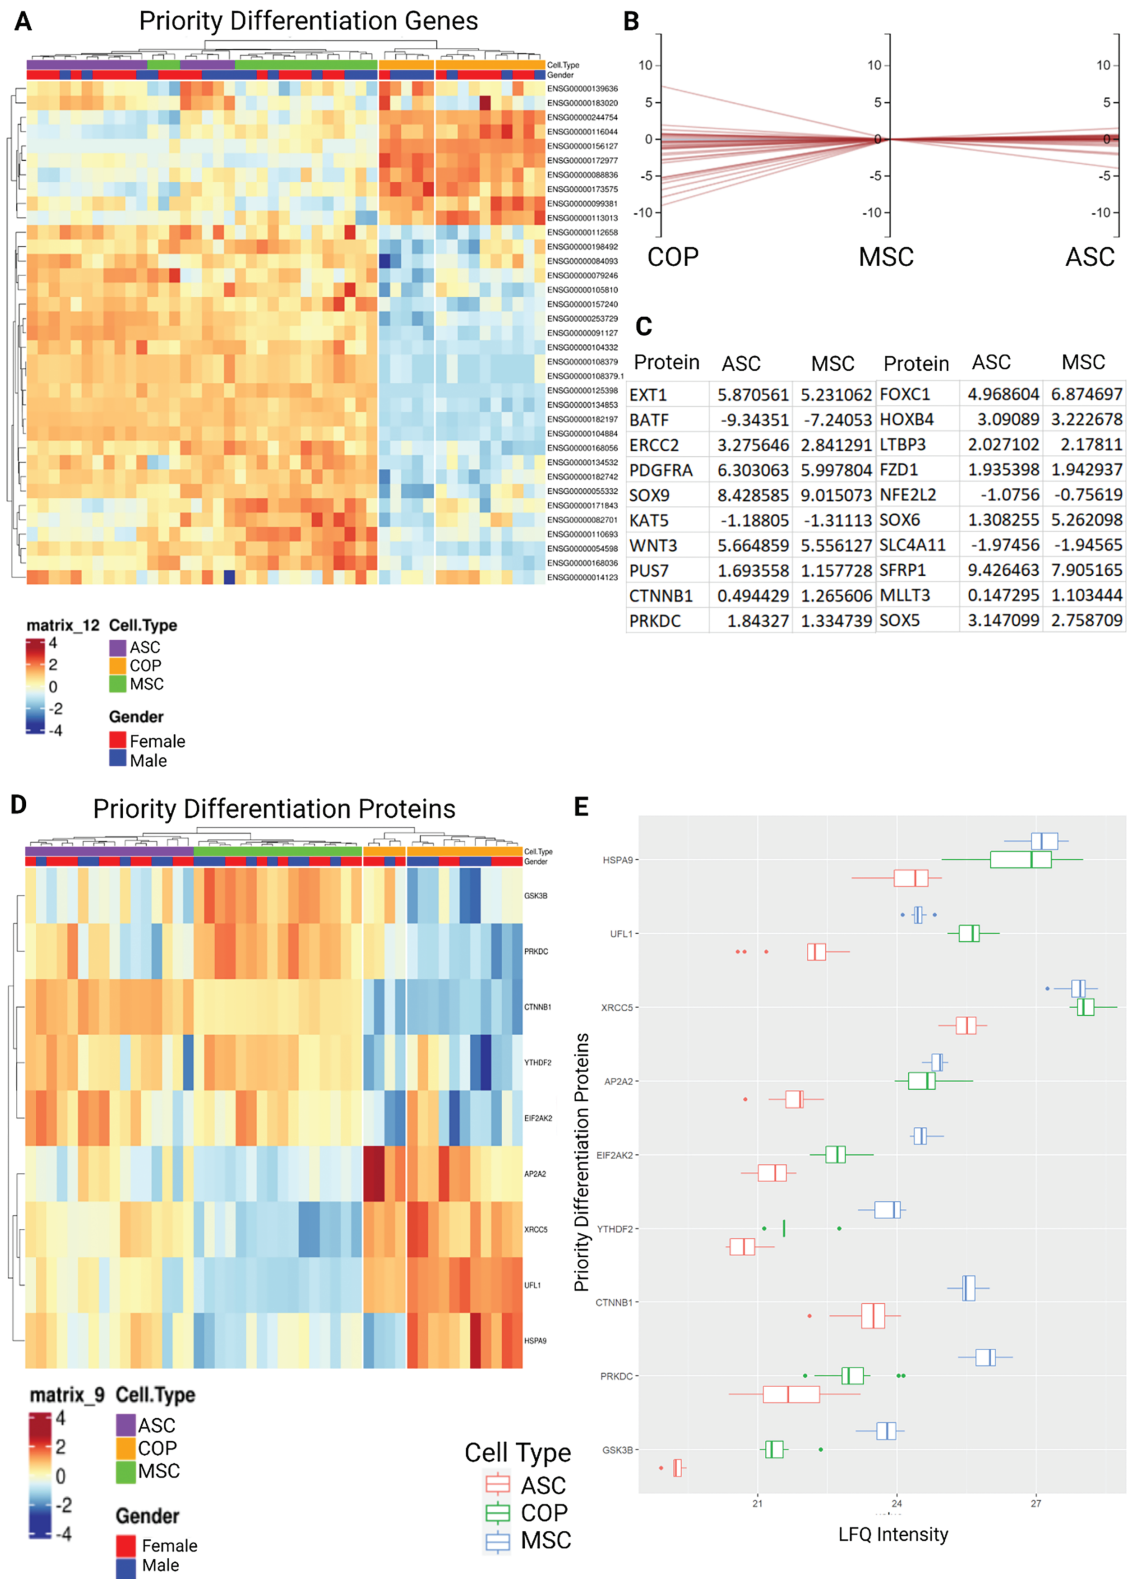 A
Priority Differentiation Genes
Cell.Type
Gender
ENSG00000139636
ENSG00000183020
ENSG00000244754
ENSG00000116044
ENSG00000156127
ENSG00000172977
ENSG00000088836
ENSG00000173575
ENSG00000099381
ENSG00000113013
ENSG00000112658
ENSG00000198492
ENSG00000084093
ENSG00000079246
ENSG00000105810
ENSG00000157240
ENSG00000253729
ENSG00000091127
ENSG00000104332
ENSG00000108379
ENSG00000108379.1
ENSG00000125398
ENSG00000134853
ENSG00000182197
ENSG00000104884
ENSG00000168056
ENSG00000134532
ENSG00000182742
ENSG00000055332
ENSG00000171843
ENSG00000082701
ENSG00000110693
ENSG00000054598
ENSG00000168036
ENSG00000014123
matrix_12 Cell.Type
4
2
0
-2
-4
ASC
COP
MSC
Gender
Female
Male
B
10 10 10
5 5 5
0 0 0
-5 -5 -5
-10 -10 -10
COP MSC ASC
C
Protein ASC MSC Protein ASC MSC
EXT1 5.870561 5.231062 FOXC1 4.968604 6.874697
BATF -9.34351 -7.24053 HOXB4 3.09089 3.222678
ERCC2 3.275646 2.841291 LTBP3 2.027102 2.17811
PDGFRA 6.303063 5.997804 FZD1 1.935398 1.942937
SOX9 8.428585 9.015073 NFE2L2 -1.0756 -0.75619
KAT5 -1.18805 -1.31113 SOX6 1.308255 5.262098
WNT3 5.664859 5.556127 SLC4A11 -1.97456 -1.94565
PUS7 1.693558 1.157728 SFRP1 9.426463 7.905165
CTNNB1 0.494429 1.265606 MLLT3 0.147295 1.103444
PRKDC 1.84327 1.334739 SOX5 3.147099 2.758709
D
Priority Differentiation Proteins
Cell.Type
Gender
GSK3B
PRKDC
CTNNB1
YTHDF2
EIF2AK2
AP2A2
XRCC5
UFL1
HSPA9
matrix_9 Cell.Type
4
2
0
-2
-4
ASC
COP
MSC
Gender
Female
Male
E
Priority Differentiation Proteins
HSPA9
UFL1
XRCC5
AP2A2
EIF2AK2
YTHDF2
CTNNB1
PRKDC
GSK3B
21 24 27
LFQ Intensity
Cell Type
ASC
COP
MSC